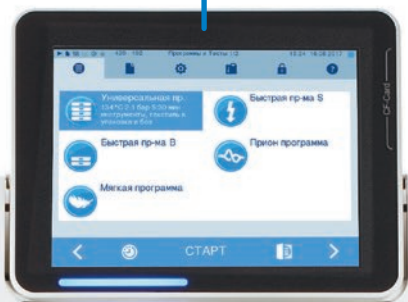 Программы и Тесты
Универсальная пр.
134°C 2.1 бар 5:30 мин
инструменты, текстиль в
упаковке и без
Быстрая пр-ма S
Быстрая пр-ма B
Прион программа
Мягкая программа
СТАРТ
CF-Card